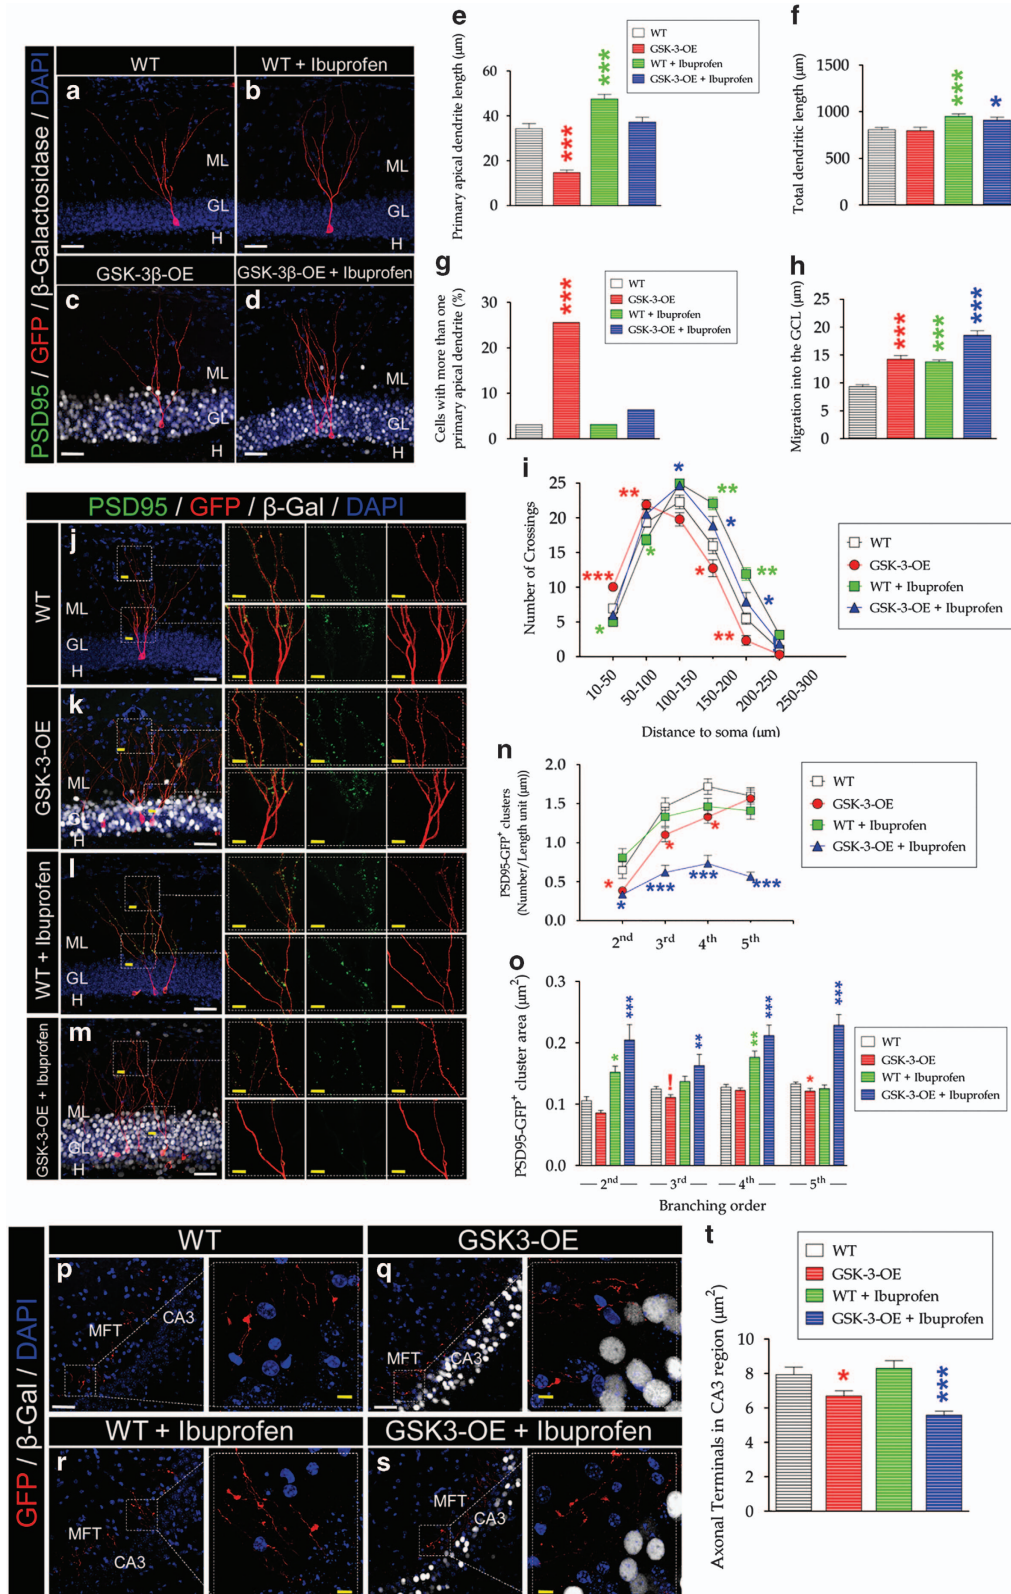 PSD95 / GFP / β-Galactosidase / DAPI
WT
WT + Ibuprofen
a
b
ML
ML
GL
GL
H
H
GSK-3β-OE
GSK-3β-OE + Ibuprofen
c
d
ML
ML
GL
GL
H
H
e
Primary apical dendrite length (μm)
60
40
20
0
***
***
WT
GSK-3-OE
WT + Ibuprofen
GSK-3-OE + Ibuprofen
f
Total dendritic length (μm)
1500
1000
500
0
***
*
g
Cells with more than one
primary apical dendrite (%)
30
20
10
0
***
WT
GSK-3-OE
WT + Ibuprofen
GSK-3-OE + Ibuprofen
h
Migration into the GCL (μm)
25
20
15
10
5
0
***
***
***
i
Number of Crossings
25
20
15
10
5
0
***
*
**
*
*
**
*
*
**
**
*
10-50
50-100
100-150
150-200
200-250
250-300
Distance to soma (μm)
WT
GSK-3-OE
WT + Ibuprofen
GSK-3-OE + Ibuprofen
PSD95 / GFP / β-Gal / DAPI
WT
j
ML
GL
H
GSK-3-OE
k
ML
GL
H
WT + Ibuprofen
l
ML
GL
H
GSK-3-OE + Ibuprofen
m
ML
GL
H
n
PSD95-GFP+ clusters
(Number/Length unit (μm))
2.0
1.5
1.0
0.5
0.0
*
*
*
***
*
***
***
2nd
3rd
4th
5th
WT
GSK-3-OE
WT + Ibuprofen
GSK-3-OE + Ibuprofen
o
PSD95-GFP+ cluster area (μm2)
0.3
0.2
0.1
0.0
*
***
!
**
**
***
*
***
2nd
3rd
4th
5th
Branching order
WT
GSK-3-OE
WT + Ibuprofen
GSK-3-OE + Ibuprofen
GFP / β-Gal / DAPI
WT
GSK3-OE
p
CA3
MFT
q
MFT
CA3
WT + Ibuprofen
GSK3-OE + Ibuprofen
r
MFT
CA3
s
MFT
CA3
t
WT
GSK-3-OE
WT + Ibuprofen
GSK-3-OE + Ibuprofen
Axonal Terminals in CA3 region (μm2)
10
8
6
4
2
0
*
***